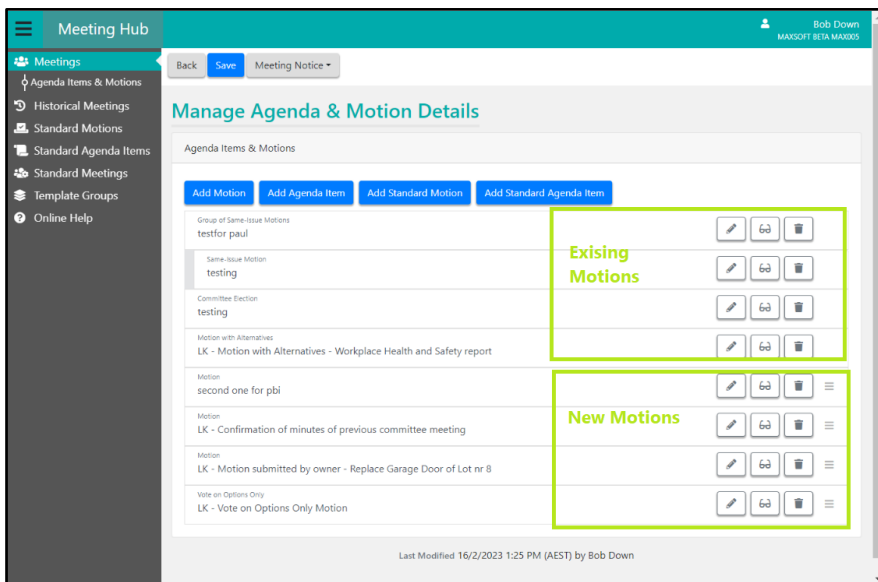 Meeting Hub
Bob Down
MAXSOFT BETA MAX005
Meetings
Agenda Items & Motions
Historical Meetings
Standard Motions
Standard Agenda Items
Standard Meetings
Template Groups
Online Help
Back Save Meeting Notice
Manage Agenda & Motion Details
Agenda Items & Motions
Add Motion Add Agenda Item Add Standard Motion Add Standard Agenda Item
Group of Same-Issue Motions
testfor paul
Same-Issue Motion
testing
Exising
Motions
Committee Election
testing
Motion with Alternatives
LK - Motion with Alternatives - Workplace Health and Safety report
Motion
second one for pbi
New Motions
Motion
LK - Confirmation of minutes of previous committee meeting
Motion
LK - Motion submitted by owner - Replace Garage Door of Lot nr 8
Vote on Options Only
LK - Vote on Options Only Motion
Last Modified 16/2/2023 1:25 PM (AEST) by Bob Down